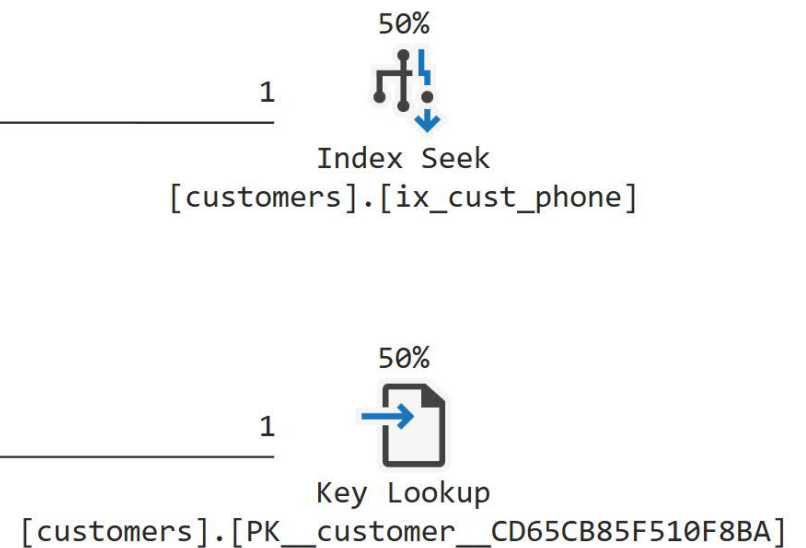 50%
1
Index Seek
[customers].[ix_cust_phone]
50%
1
Key Lookup
[customers].[PK__customer__CD65CB85F510F8BA]